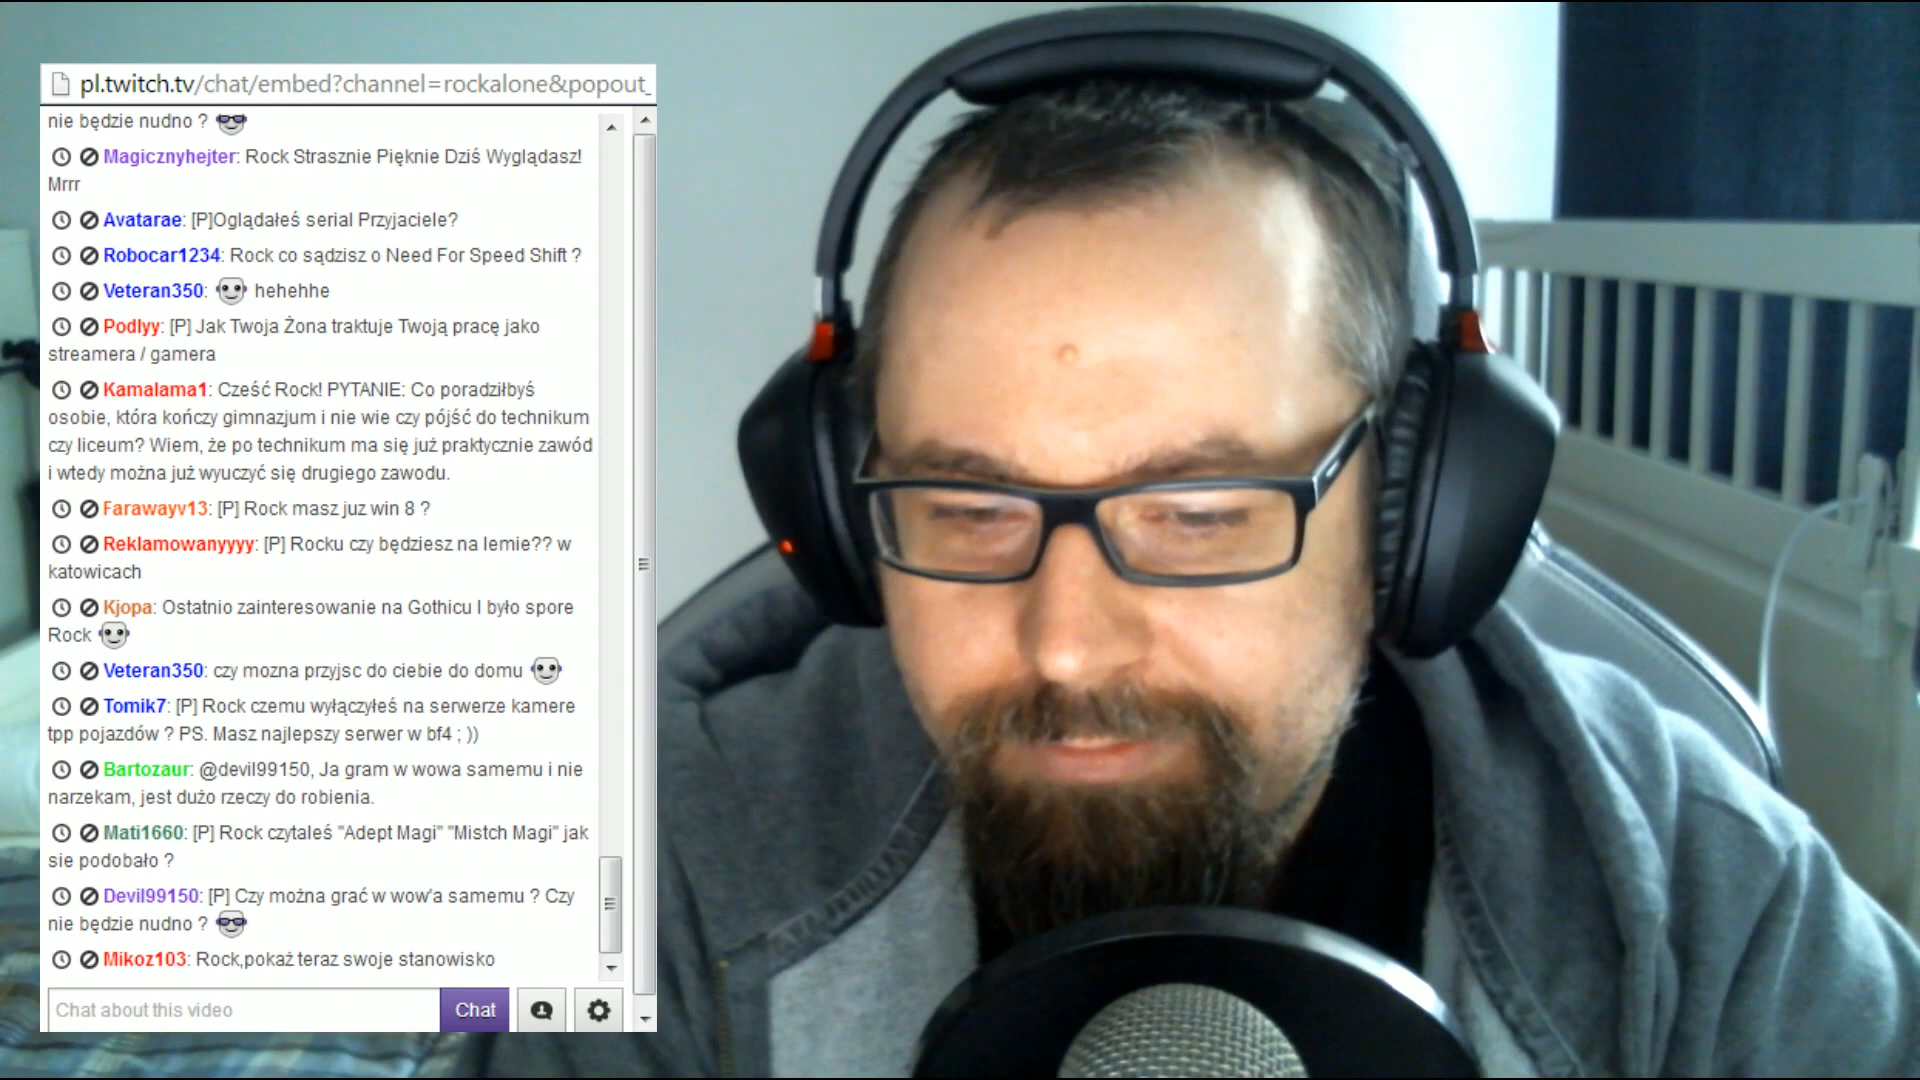 pl.twitch.tv/chat/embed?channel=rockalone&popout_
nie będzie nudno ?
Magicznyhejter: Rock Strasznie Pięknie Dziś Wyglądasz!
Mrrr
Avatarae: [P]Oglądałeś serial Przyjaciele?
Robocar1234: Rock co sądzisz o Need For Speed Shift ?
Veteran350: hehehhe
Podlyy: [P] Jak Twoja Żona traktuje Twoją pracę jako
streamera / gamera
Kamalama1: Cześć Rock! PYTANIE: Co poradziłbyś
osobie, która kończy gimnazjum i nie wie czy pójść do technikum
czy liceum? Wiem, że po technikum ma się już praktycznie zawód
i wtedy można już wyuczyć się drugiego zawodu.
Farawayv13: [P] Rock masz juz win 8 ?
Reklamowanyyyy: [P] Rocku czy będziesz na lemie?? w
katowicach
Kjopa: Ostatnio zainteresowanie na Gothicu I było spore
Rock
Veteran350: czy mozna przyjsc do ciebie do domu
Tomik7: [P] Rock czemu wyłączyłeś na serwerze kamere
tpp pojazdów ? PS. Masz najlepszy serwer w bf4 ; ))
Bartozaur: @devil99150, Ja gram w wowa samemu i nie
narzekam, jest dużo rzeczy do robienia.
Mati1660: [P] Rock czytaleś "Adept Magi" "Mistch Magi" jak
sie podobało ?
Devil99150: [P] Czy można grać w wow'a samemu ? Czy
nie będzie nudno ?
Mikoz103: Rock,pokaż teraz swoje stanowisko
Chat about this video
Chat